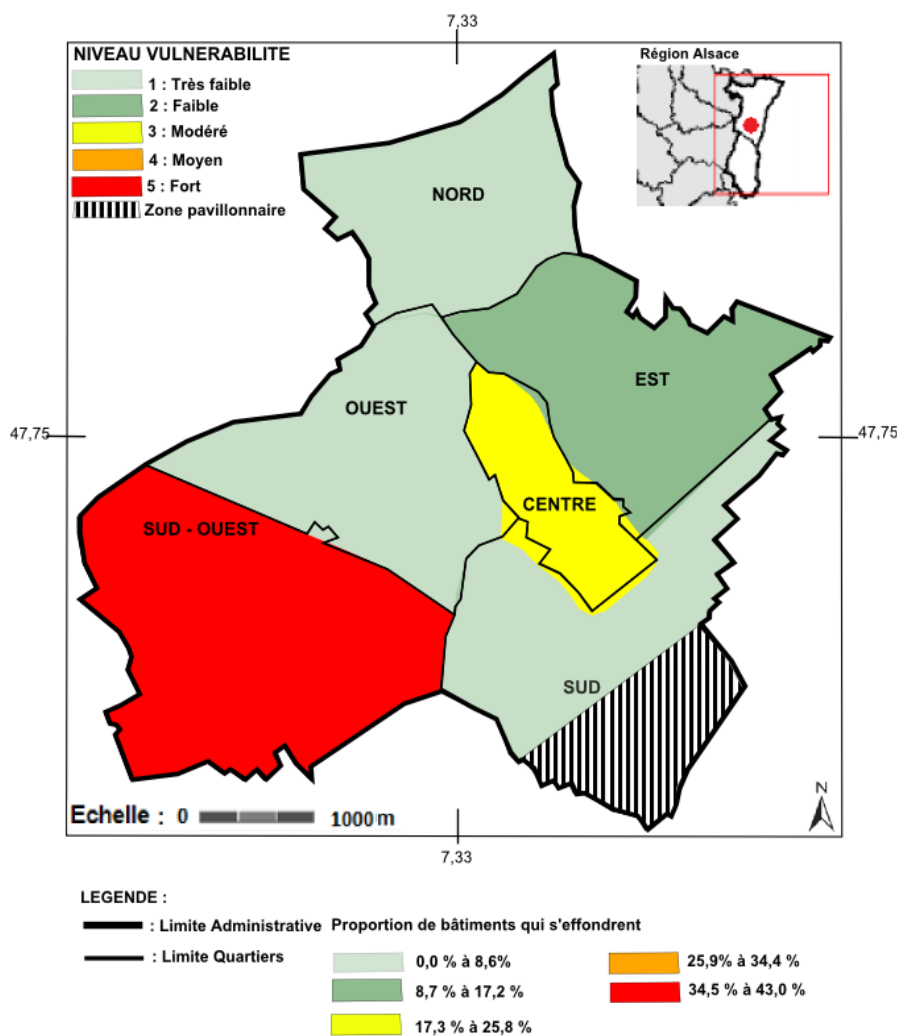 7,33
NIVEAU VULNERABILITE
1 : Très faible
2 : Faible
3 : Modéré
4 : Moyen
5 : Fort
Zone pavillonnaire
Région Alsace
NORD
EST
OUEST
47,75
47,75
CENTRE
SUD - OUEST
SUD
Echelle : 0 1000 m
N
7,33
LEGENDE :
: Limite Administrative
: Limite Quartiers
Proportion de bâtiments qui s'effondrent
0,0 % à 8,6%
8,7 % à 17,2 %
17,3 % à 25,8 %
25,9% à 34,4 %
34,5 % à 43,0 %